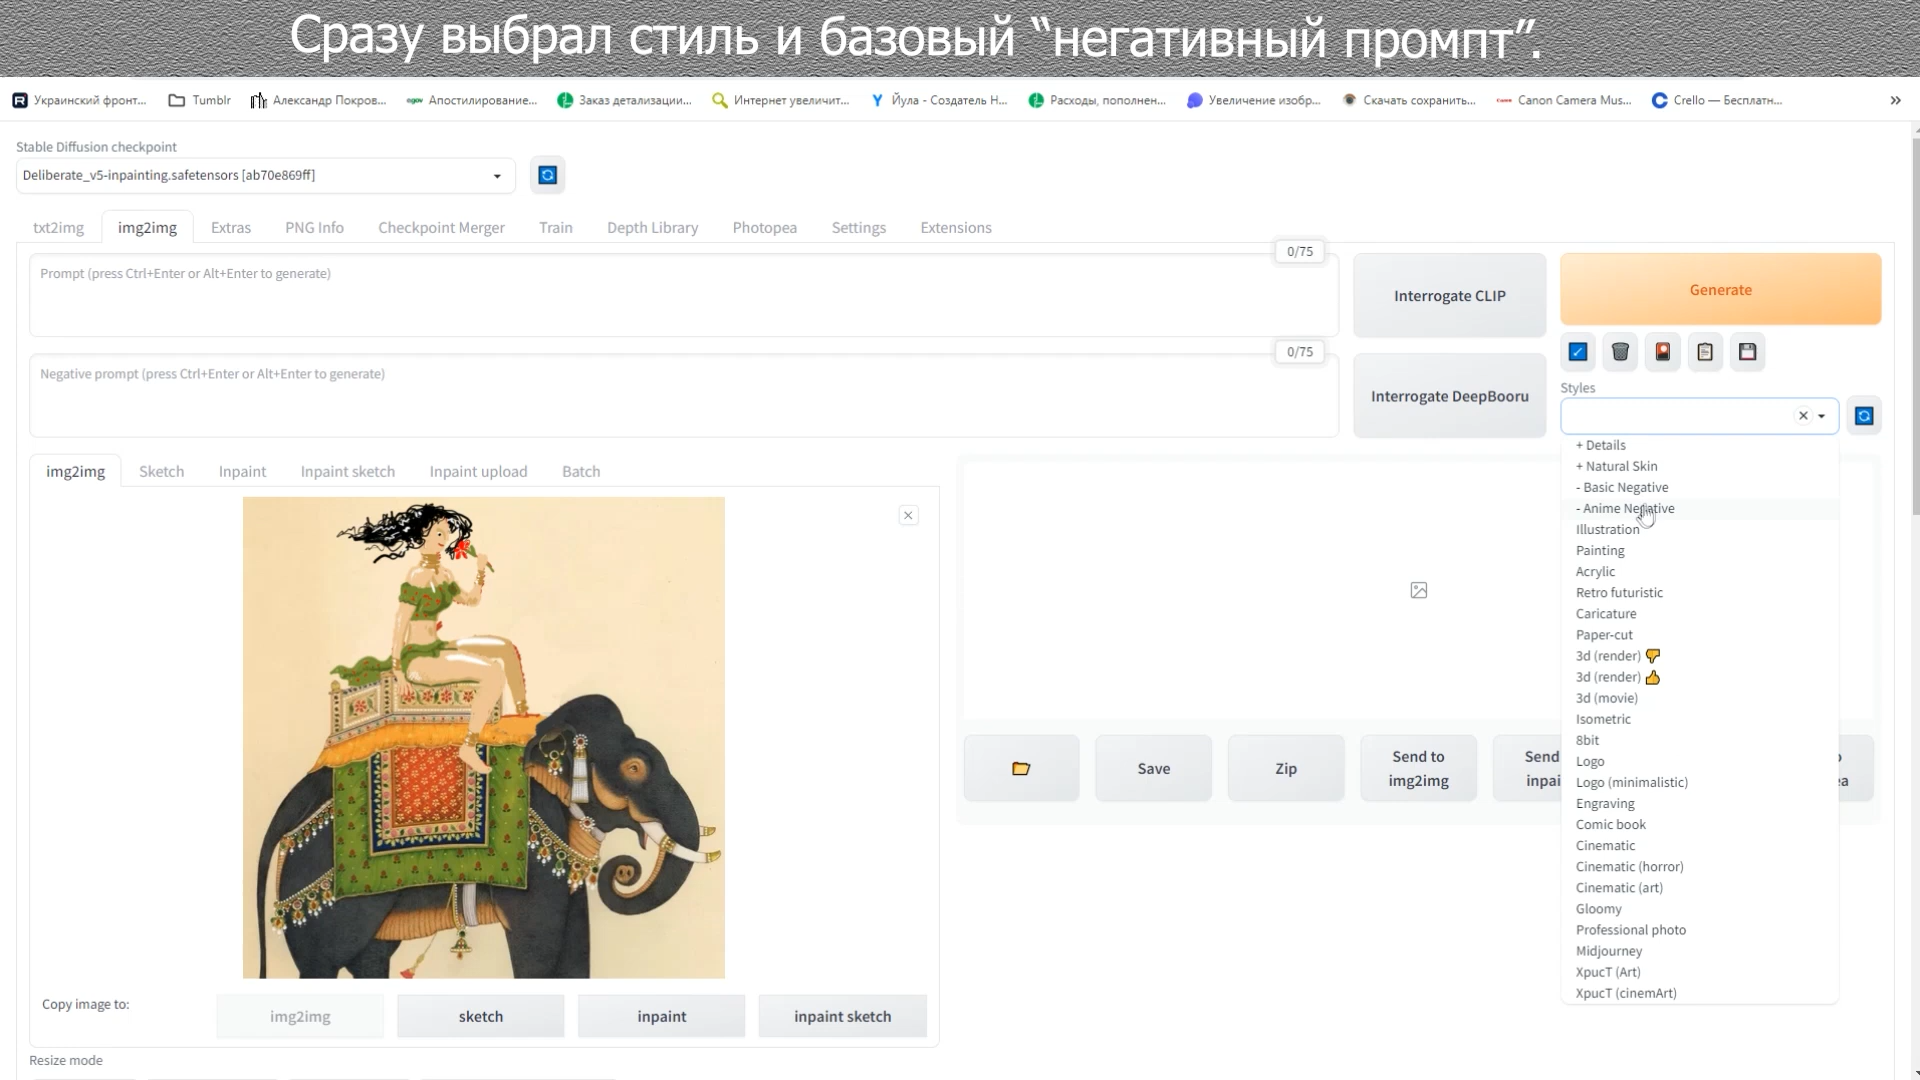 Сразу выбрал стиль и базовый “негативный промпт”.
Украинский фронт...
Tumblr
Александр Покров...
Апостилирование...
Заказ детализации...
Интернет увеличит...
Йула - Создатель Н...
Расходы, пополнен...
Увеличение изобр...
Скачать сохранить...
Canon Camera Mus...
Crello — Бесплатн...
Stable Diffusion checkpoint
Deliberate_v5-inpainting.safetensors [ab70e869ff]
txt2img
img2img
Extras
PNG Info
Checkpoint Merger
Train
Depth Library
Photopea
Settings
Extensions
0/75
Prompt (press Ctrl+Enter or Alt+Enter to generate)
Interrogate CLIP
Generate
0/75
Negative prompt (press Ctrl+Enter or Alt+Enter to generate)
Interrogate DeepBooru
Styles
+ Details
+ Natural Skin
- Basic Negative
- Anime Negative
Illustration
Painting
Acrylic
Retro futuristic
Caricature
Paper-cut
3d (render) 👎
3d (render) 👍
3d (movie)
Isometric
8bit
Logo
Logo (minimalistic)
Engraving
Comic book
Cinematic
Cinematic (horror)
Cinematic (art)
Gloomy
Professional photo
Midjourney
ХрисТ (Art)
ХрисТ (cinemArt)
img2img
Sketch
Inpaint
Inpaint sketch
Inpaint upload
Batch
Save
Zip
Send to
img2img
Send
inpai
Copy image to:
img2img
sketch
inpaint
inpaint sketch
Resize mode